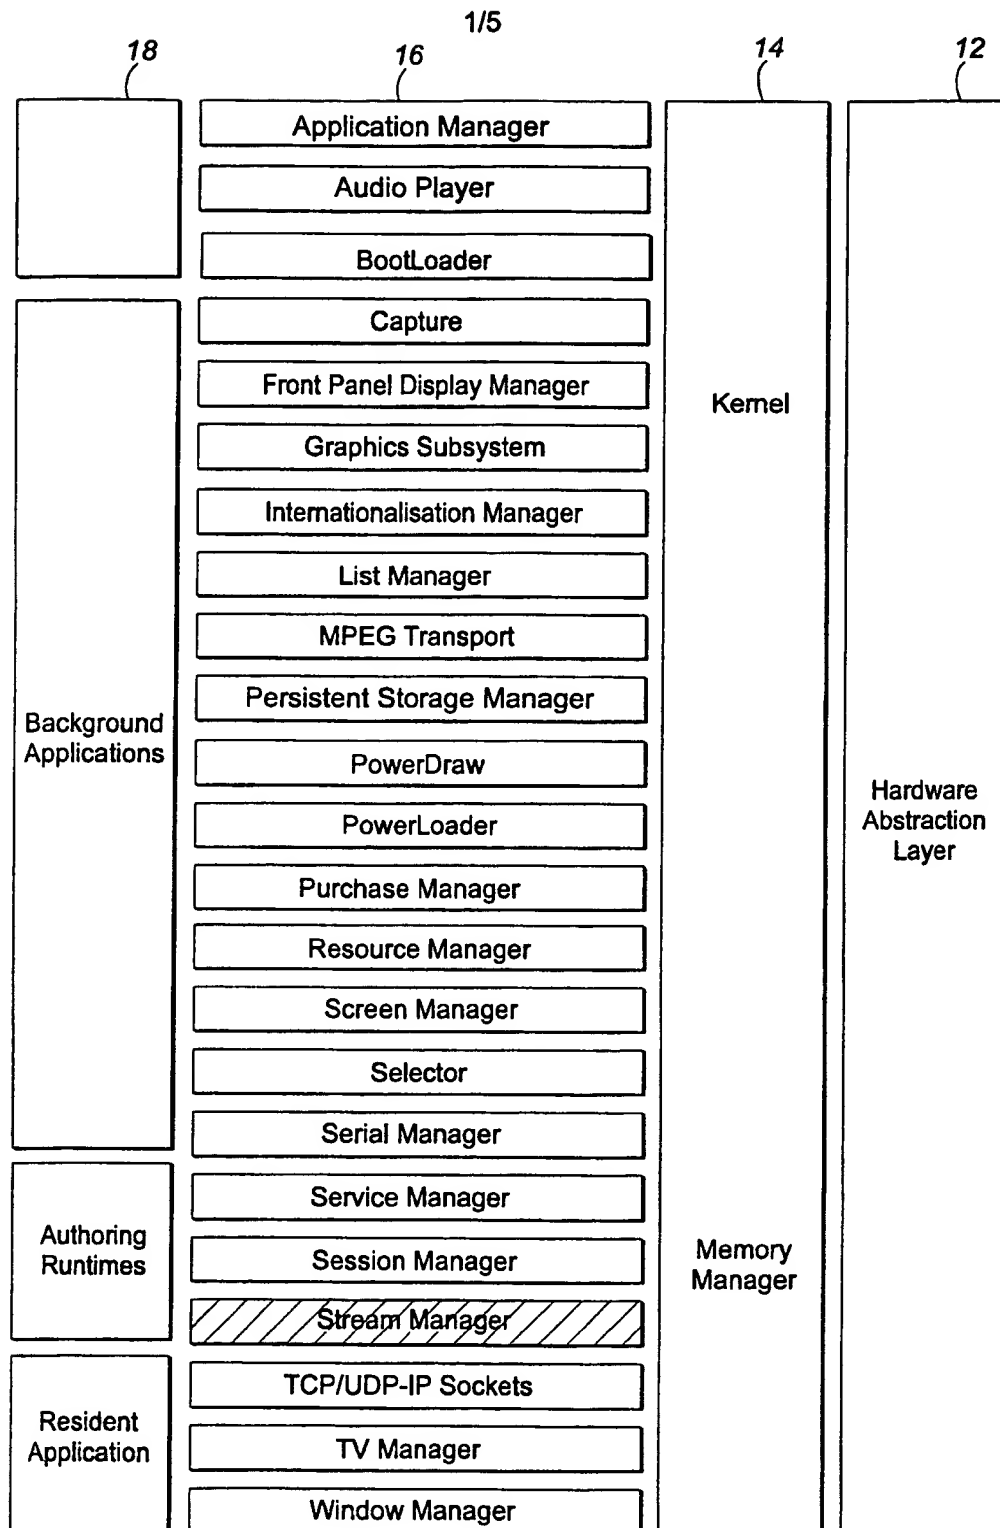 1/5
18
16
14
12
Application Manager
Audio Player
BootLoader
Capture
Front Panel Display Manager
Graphics Subsystem
Internationalisation Manager
List Manager
MPEG Transport
Persistent Storage Manager
PowerDraw
PowerLoader
Purchase Manager
Resource Manager
Screen Manager
Selector
Serial Manager
Service Manager
Session Manager
Stream Manager
TCP/UDP-IP Sockets
TV Manager
Window Manager
Background
Applications
Authoring
Runtimes
Resident
Application
Kernel
Memory
Manager
Hardware
Abstraction
Layer